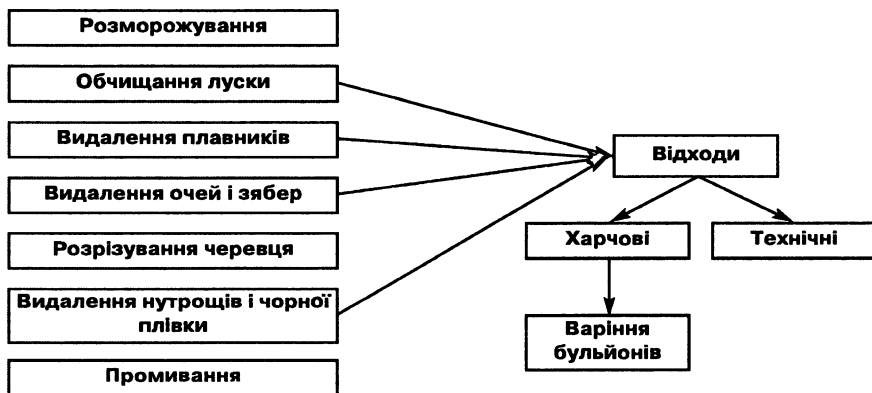 Розморожування
Обчищання луски
Видалення плавників
Видалення очей і зябер
Розрізування черевця
Видалення нутрощів і чорної
плівки
Промивання
Відходи
Харчові
Технічні
Варіння
бульйонів